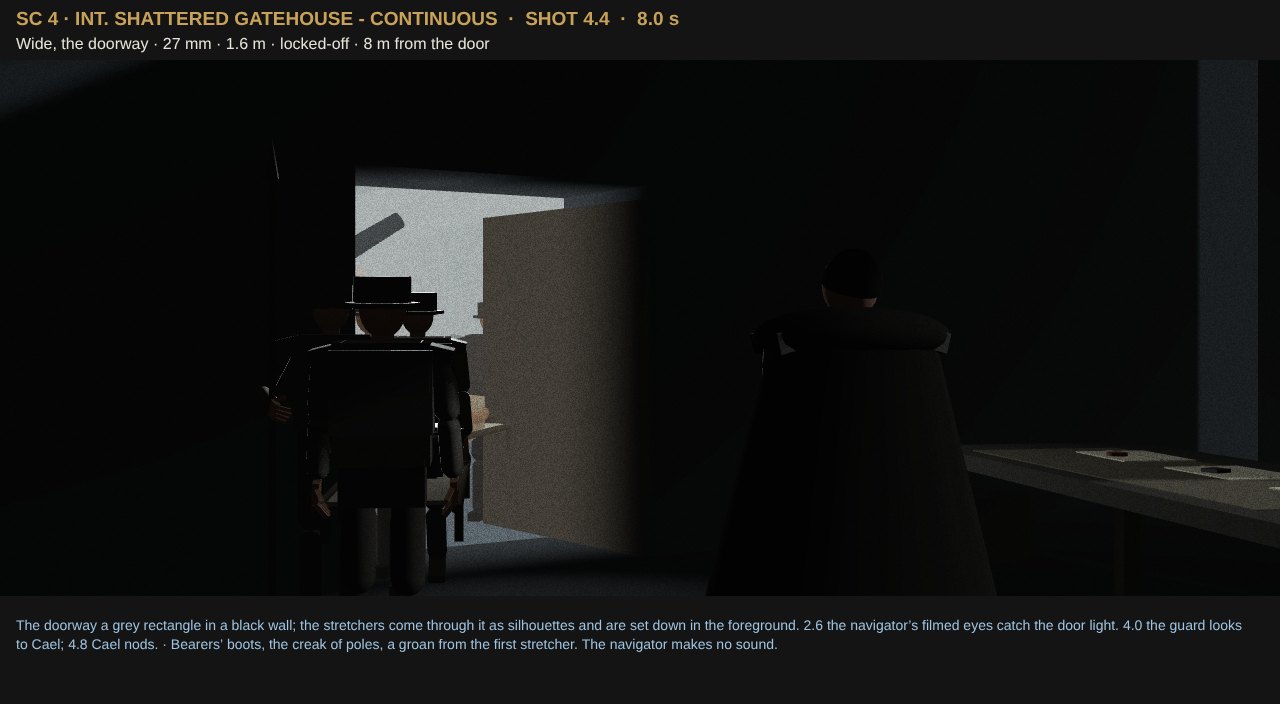 SC 4 · INT. SHATTERED GATEHOUSE - CONTINUOUS · SHOT 4.4 · 8.0 s
Wide, the doorway · 27 mm · 1.6 m · locked-off · 8 m from the door
The doorway a grey rectangle in a black wall; the stretchers come through it as silhouettes and are set down in the foreground. 2.6 the navigator’s filmed eyes catch the door light. 4.0 the guard looks
to Cael; 4.8 Cael nods. · Bearers’ boots, the creak of poles, a groan from the first stretcher. The navigator makes no sound.